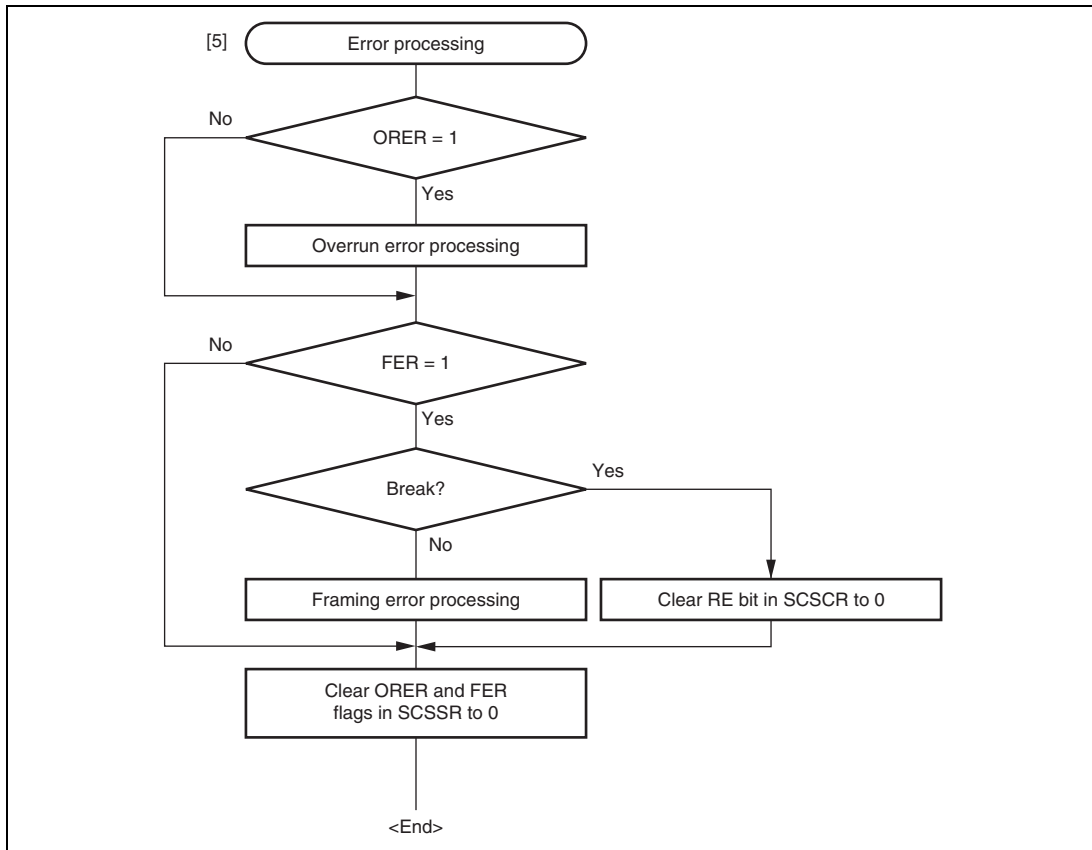 [5]
Error processing
No
ORER = 1
Yes
Overrun error processing
No
FER = 1
Yes
Break?
Yes
No
Framing error processing
Clear RE bit in SCSCR to 0
Clear ORER and FER
flags in SCSSR to 0
<End>